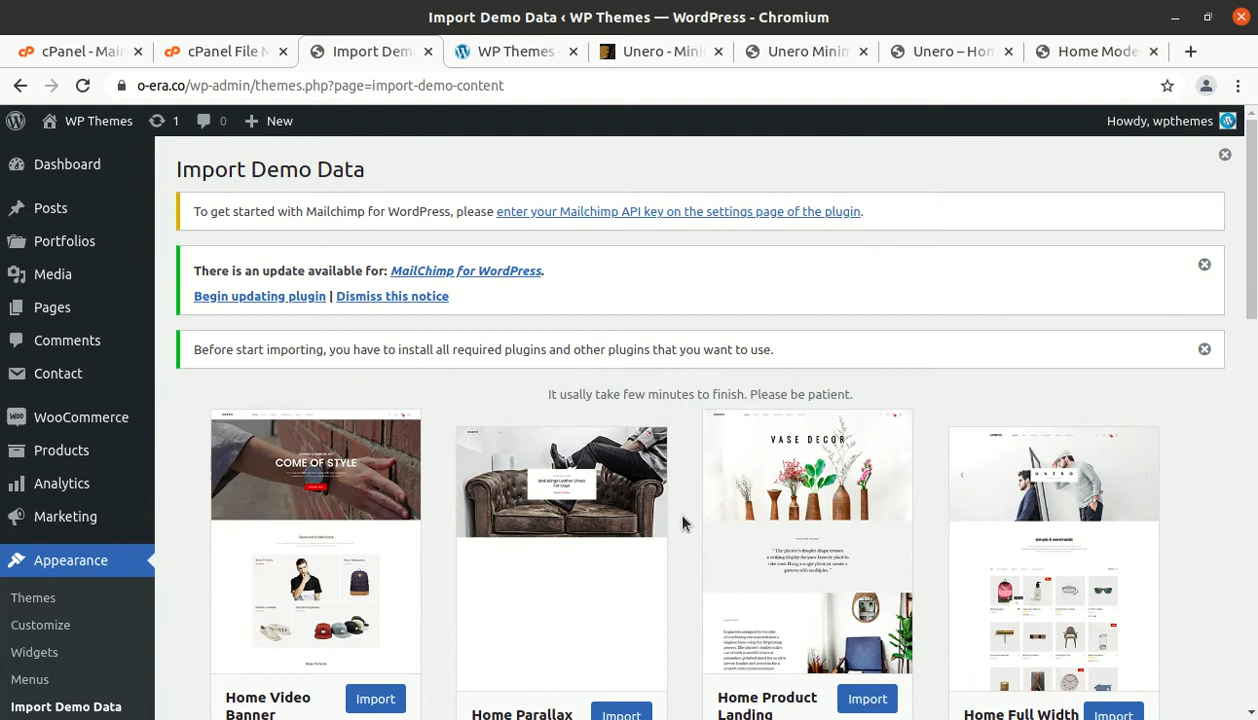 Import Demo Data ‹ WP Themes — WordPress - Chromium
cPanel - Mai
cPanel File M
Import Dem
WP Themes
Unero - Mini
Unero Minim
Unero – Hom
Home Mode
o-era.co/wp-admin/themes.php?page=import-demo-content
WP Themes
1
0
New
Howdy, wpthemes
Dashboard
Posts
Portfolios
Media
Pages
Comments
Contact
WooCommerce
Products
Analytics
Marketing
Appearance
Themes
Customize
Widgets
Menus
Import Demo Data
Import Demo Data
To get started with Mailchimp for WordPress, please enter your Mailchimp API key on the settings page of the plugin.
There is an update available for: MailChimp for WordPress.
Begin updating plugin | Dismiss this notice
Before start importing, you have to install all required plugins and other plugins that you want to use.
It usally take few minutes to finish. Please be patient.
COME OF STYLE
VASE DECOR
simple & minimalist
Home Video Banner
Import
Home Parallax
Import
Home Product Landing
Import
Home Full Width
Import